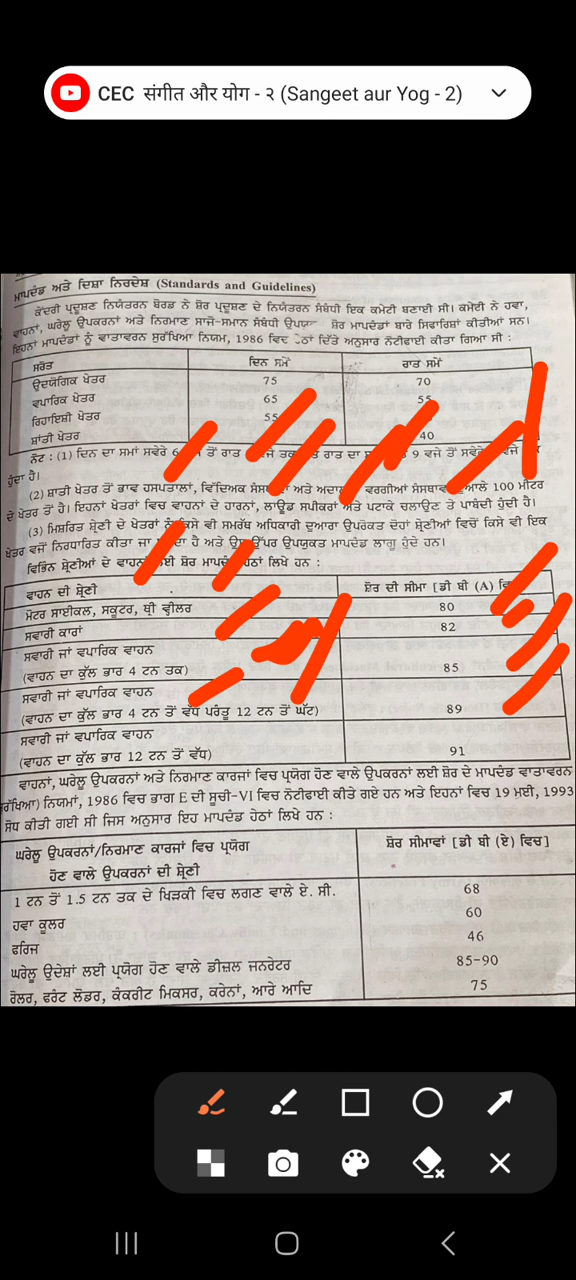 CEC संगीत और योग - २ (Sangeet aur Yog - 2)
ਮਾਪਦੰਡ ਅਤੇ ਦਿਸ਼ਾ ਨਿਰਦੇਸ਼ (Standards and Guidelines)
ਕੇਂਦਰੀ ਪ੍ਰਦੂਸ਼ਣ ਨਿਯੰਤਰਨ ਬੋਰਡ ਨੇ ਸ਼ੋਰ ਪ੍ਰਦੂਸ਼ਣ ਦੇ ਨਿਯੰਤਰਨ ਸੰਬੰਧੀ ਇਕ ਕਮੇਟੀ ਬਣਾਈ ਸੀ। ਕਮੇਟੀ ਨੇ ਹਵਾ,
ਵਾਹਨਾਂ, ਘਰੇਲੂ ਉਪਕਰਨਾਂ ਅਤੇ ਨਿਰਮਾਣ ਸਾਜੋ-ਸਮਾਨ ਸੰਬੰਧੀ ਸ਼ੋਰ ਮਾਪਦੰਡਾਂ ਬਾਰੇ ਸਿਫਾਰਿਸ਼ਾਂ ਕੀਤੀਆਂ ਸਨ।
ਇਹਨਾਂ ਮਾਪਦੰਡਾਂ ਨੂੰ ਵਾਤਾਵਰਨ ਸੁਰੱਖਿਆ ਨਿਯਮ, 1986 ਦਿੱਤੇ ਅਨੁਸਾਰ ਨੋਟੀਫਾਈ ਕੀਤਾ ਗਿਆ ਸੀ :
ਸਰੋਤ ਦਿਨ ਸਮੇਂ ਰਾਤ ਸਮੇਂ
ਉਦਯੋਗਿਕ ਖੇਤਰ 75 70
ਵਪਾਰਿਕ ਖੇਤਰ 65 55
ਰਿਹਾਇਸ਼ੀ ਖੇਤਰ 55
ਸ਼ਾਂਤੀ ਖੇਤਰ 40
ਨੋਟ : (1) ਦਿਨ ਦਾ ਸਮਾਂ ਸਵੇਰੇ 6 ਤੋਂ ਰਾਤ ਰਾਤ ਦਾ 9 ਵਜੇ ਤੋਂ
ਹੁੰਦਾ ਹੈ।
(2) ਸ਼ਾਂਤੀ ਖੇਤਰ ਤੋਂ ਭਾਵ ਹਸਪਤਾਲਾਂ, ਵਿੱਦਿਅਕ ਅਤੇ ਵਰਗੀਆਂ 100 ਮੀਟਰ
ਦੇ ਖੇਤਰ ਤੋਂ ਹੈ। ਇਹਨਾਂ ਖੇਤਰਾਂ ਵਿਚ ਵਾਹਨਾਂ ਦੇ ਹਾਰਨਾਂ, ਲਾਊਡ ਸਪੀਕਰਾਂ ਅਤੇ ਪਟਾਕੇ ਚਲਾਉਣ ਤੇ ਪਾਬੰਦੀ ਹੁੰਦੀ ਹੈ।
(3) ਮਿਸ਼ਰਿਤ ਸ਼੍ਰੇਣੀ ਦੇ ਖੇਤਰਾਂ ਕਿਸੇ ਵੀ ਸਮਰੱਥ ਅਧਿਕਾਰੀ ਦੁਆਰਾ ਉਪਰੋਕਤ ਦੋਹਾਂ ਸ਼੍ਰੇਣੀਆਂ ਵਿਚੋਂ ਕਿਸੇ ਵੀ ਇਕ
ਖੇਤਰ ਵਜੋਂ ਨਿਰਧਾਰਿਤ ਕੀਤਾ ਜਾ ਹੈ ਅਤੇ ਉੱਪਰ ਉਪਯੁਕਤ ਮਾਪਦੰਡ ਲਾਗੂ ਹੁੰਦੇ ਹਨ।
ਵਿਭਿੰਨ ਸ਼੍ਰੇਣੀਆਂ ਦੇ ਸ਼ੋਰ ਲਿਖੇ ਹਨ :
ਵਾਹਨ ਦੀ ਸ਼੍ਰੇਣੀ ਸ਼ੋਰ ਦੀ ਸੀਮਾ [ਡੀ ਬੀ (A)
ਮੋਟਰ ਸਾਈਕਲ, ਸਕੂਟਰ, ਥ੍ਰੀ ਵ੍ਹੀਲਰ 80
ਸਵਾਰੀ ਕਾਰਾਂ 82
ਸਵਾਰੀ ਜਾਂ ਵਪਾਰਿਕ ਵਾਹਨ
(ਵਾਹਨ ਦਾ ਕੁੱਲ ਭਾਰ 4 ਟਨ ਤਕ) 85
ਸਵਾਰੀ ਜਾਂ ਵਪਾਰਿਕ ਵਾਹਨ
(ਵਾਹਨ ਦਾ ਕੁੱਲ ਭਾਰ 4 ਟਨ ਤੋਂ ਵੱਧ ਪਰੰਤੂ 12 ਟਨ ਤੋਂ ਘੱਟ) 89
ਸਵਾਰੀ ਜਾਂ ਵਪਾਰਿਕ ਵਾਹਨ
(ਵਾਹਨ ਦਾ ਕੁੱਲ ਭਾਰ 12 ਟਨ ਤੋਂ ਵੱਧ) 91
ਵਾਹਨਾਂ, ਘਰੇਲੂ ਉਪਕਰਨਾਂ ਅਤੇ ਨਿਰਮਾਣ ਕਾਰਜਾਂ ਵਿਚ ਪ੍ਰਯੋਗ ਹੋਣ ਵਾਲੇ ਉਪਕਰਨਾਂ ਲਈ ਸ਼ੋਰ ਦੇ ਮਾਪਦੰਡ ਵਾਤਾਵਰਨ
ਨਿਯਮਾਂ, 1986 ਵਿਚ ਭਾਗ E ਦੀ ਸੂਚੀ-VI ਵਿਚ ਨੋਟੀਫਾਈ ਕੀਤੇ ਗਏ ਹਨ ਅਤੇ ਇਹਨਾਂ ਵਿਚ 19 ਮਈ, 1993
ਸੋਧ ਕੀਤੀ ਗਈ ਸੀ ਜਿਸ ਅਨੁਸਾਰ ਇਹ ਮਾਪਦੰਡ ਹੇਠਾਂ ਲਿਖੇ ਹਨ :
ਘਰੇਲੂ ਉਪਕਰਨਾਂ/ਨਿਰਮਾਣ ਕਾਰਜਾਂ ਵਿਚ ਪ੍ਰਯੋਗ ਸ਼ੋਰ ਸੀਮਾਵਾਂ [ਡੀ ਬੀ (ਏ) ਵਿਚ]
ਹੋਣ ਵਾਲੇ ਉਪਕਰਨਾਂ ਦੀ ਸ਼੍ਰੇਣੀ
1 ਟਨ ਤੋਂ 1.5 ਟਨ ਤਕ ਦੇ ਖਿੜਕੀ ਵਿਚ ਲਗਣ ਵਾਲੇ ਏ. ਸੀ. 68
ਹਵਾ ਕੂਲਰ 60
ਫਰਿਜ 46
ਘਰੇਲੂ ਉਦੇਸ਼ਾਂ ਲਈ ਪ੍ਰਯੋਗ ਹੋਣ ਵਾਲੇ ਡੀਜ਼ਲ ਜਨਰੇਟਰ 85-90
ਰੋਲਰ, ਫਰੰਟ ਲੋਡਰ, ਕੰਕਰੀਟ ਮਿਕਸਰ, ਕਰੇਨਾਂ, ਆਰੇ ਆਦਿ 75